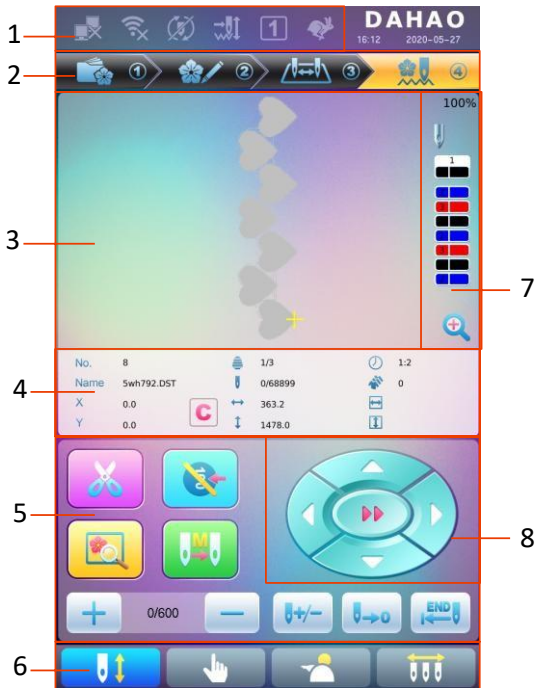 1
DAHAO
1
16:12 2020-05-27
2
① ② ③ ④
100%
1
3
7
No. 8 1/3 1:2
Name 5wh792.DST 0/68899 0
4
X 0.0 C 363.2
Y 0.0 1478.0
M
5
8
0/600 +/- 0 END
6